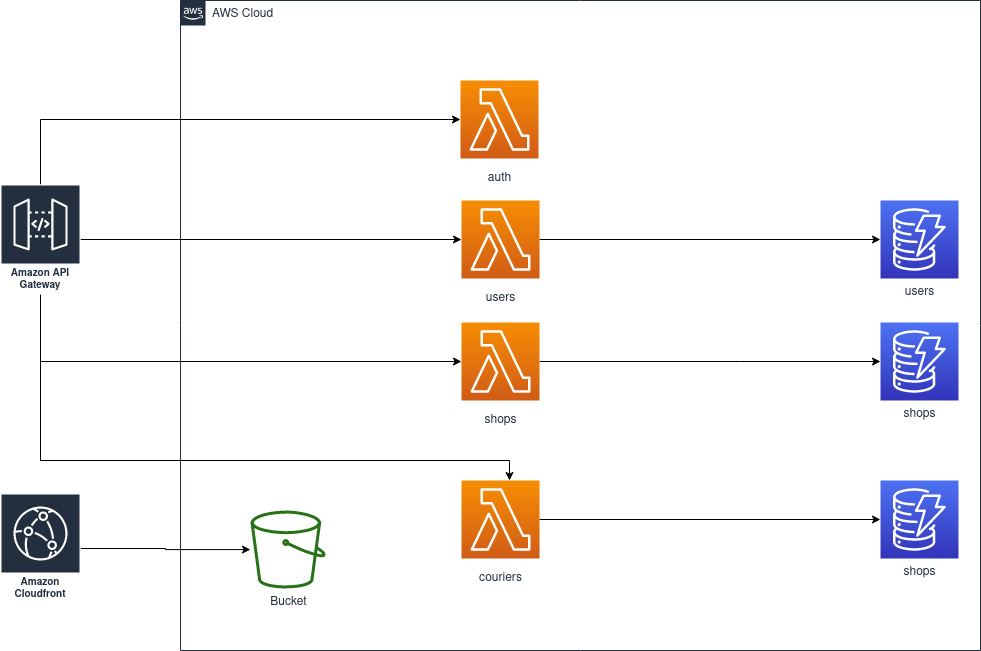 aws
AWS Cloud
auth
Amazon API
Gateway
</>
users
users
shops
shops
Amazon
Cloudfront
Bucket
couriers
shops